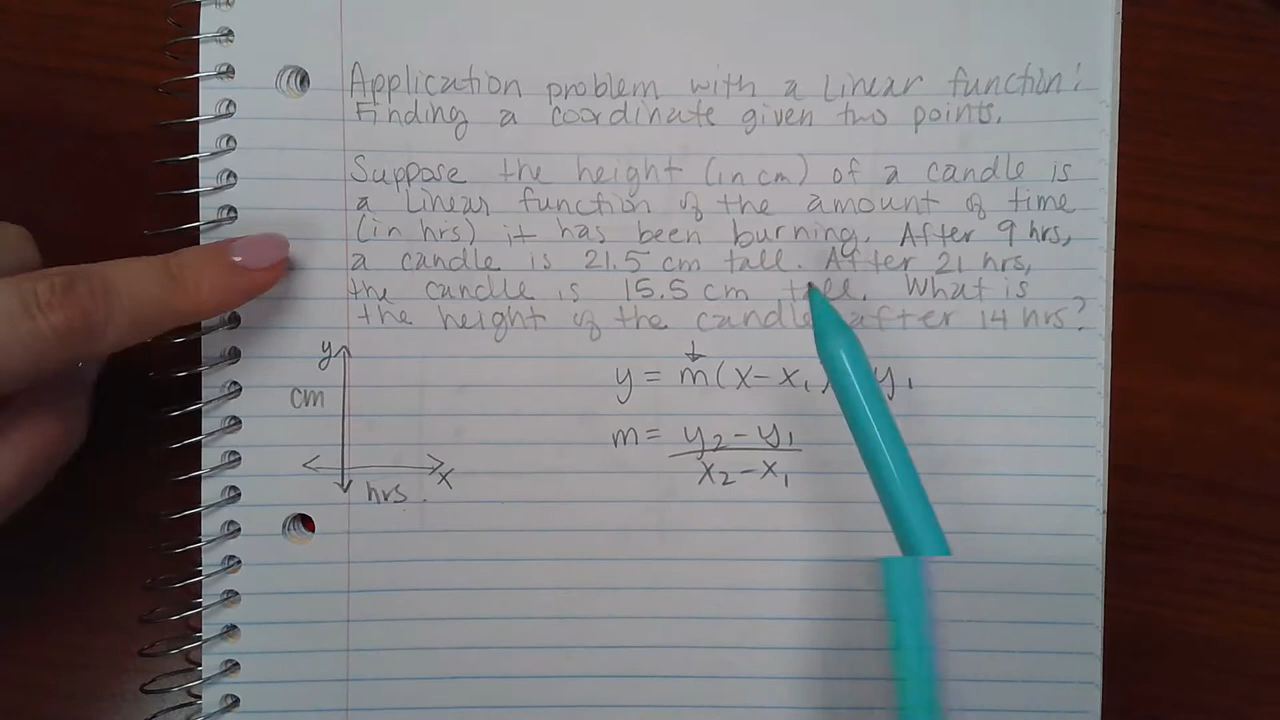 Application problem with a Linear function:
Finding a coordinate given two points.
Suppose the height (in cm) of a candle is
a Linear function of the amount of time
(in hrs) it has been burning. After 9 hrs,
a candle is 21.5 cm tall. After 21 hrs,
the candle is 15.5 cm tall. What is
the height of the candle after 14 hrs?
y
cm
x
hrs.
y = m(x-x₁) y₁
m = y₂-y₁
x₂-x₁